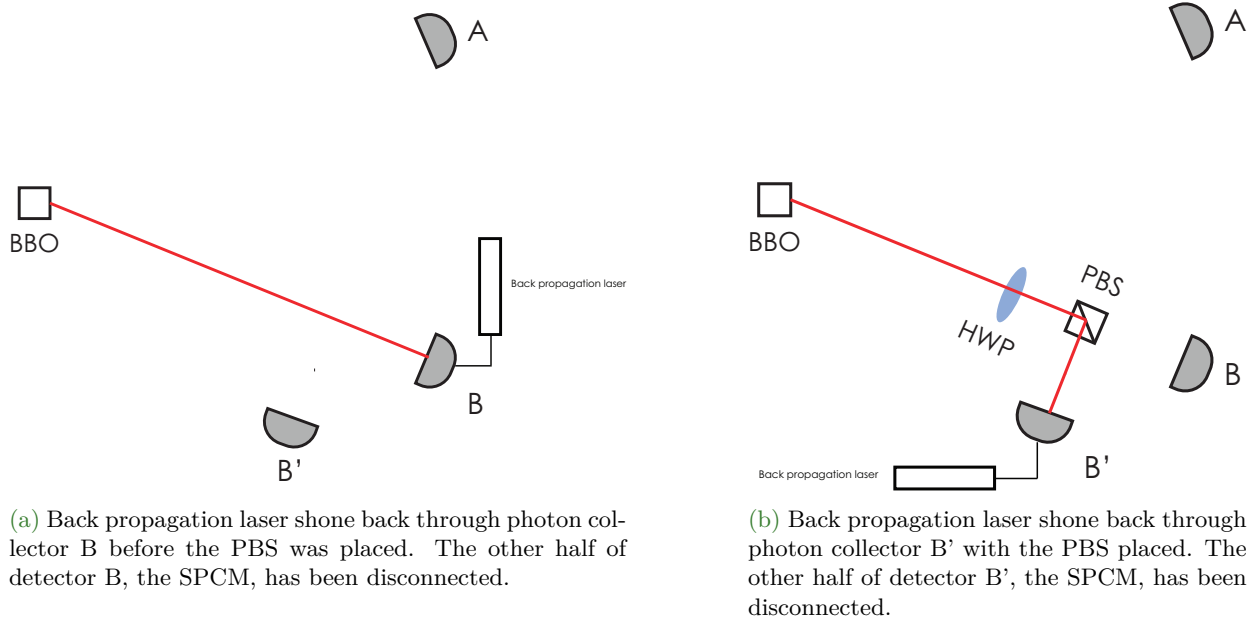 A
BBO
Back propagation laser
B
B’
(a) Back propagation laser shone back through photon col-
lector B before the PBS was placed. The other half of
detector B, the SPCM, has been disconnected.
A
BBO
PBS
HWP
B
B’
Back propagation laser
(b) Back propagation laser shone back through
photon collector B’ with the PBS placed. The
other half of detector B’, the SPCM, has been
disconnected.